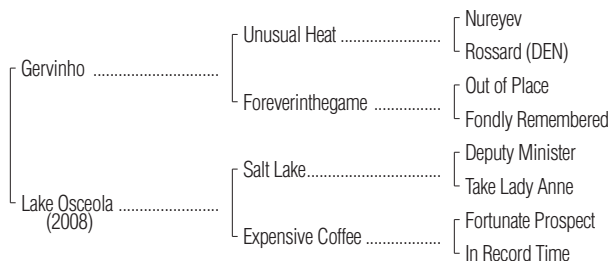 Nureyev
Unusual Heat ....................
Rossard (DEN)
Gervinho ................................
Out of Place
Foreverinthegame ............
Fondly Remembered
Deputy Minister
Salt Lake..............................
Take Lady Anne
Lake Osceola .........................
(2008)
Fortunate Prospect
Expensive Coffee ...............
In Record Time